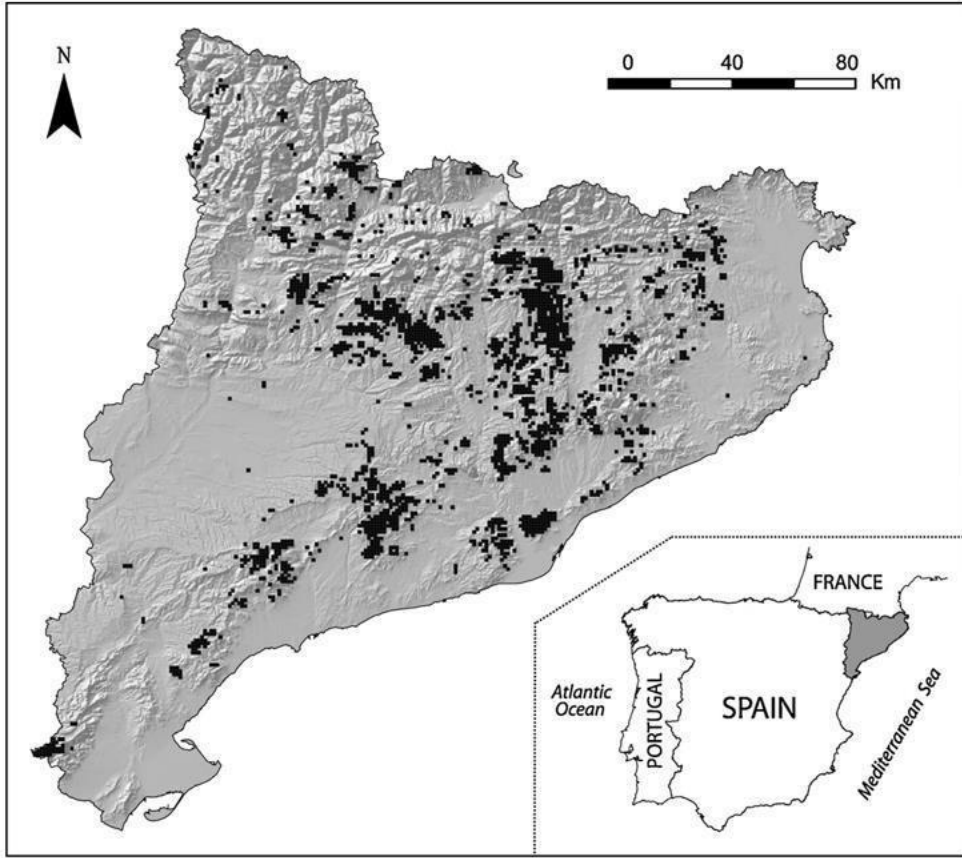 N
0 40 80
Km
FRANCE
Atlantic
Ocean
PORTUGAL
SPAIN
Mediterranean Sea